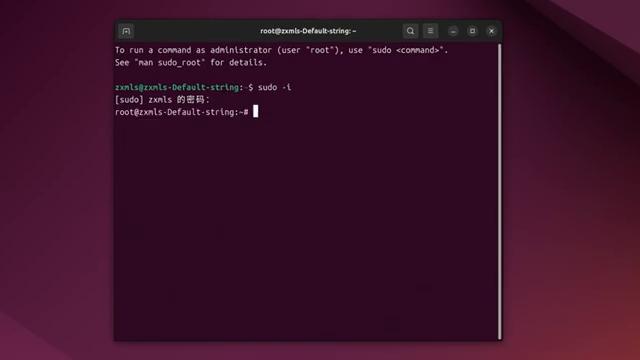 root@zxmls-Default-string: ~
To run a command as administrator (user "root"), use "sudo <command>".
See "man sudo_root" for details.
zxmls@zxmls-Default-string:~$ sudo -i
[sudo] zxmls 的密码：
root@zxmls-Default-string:~#